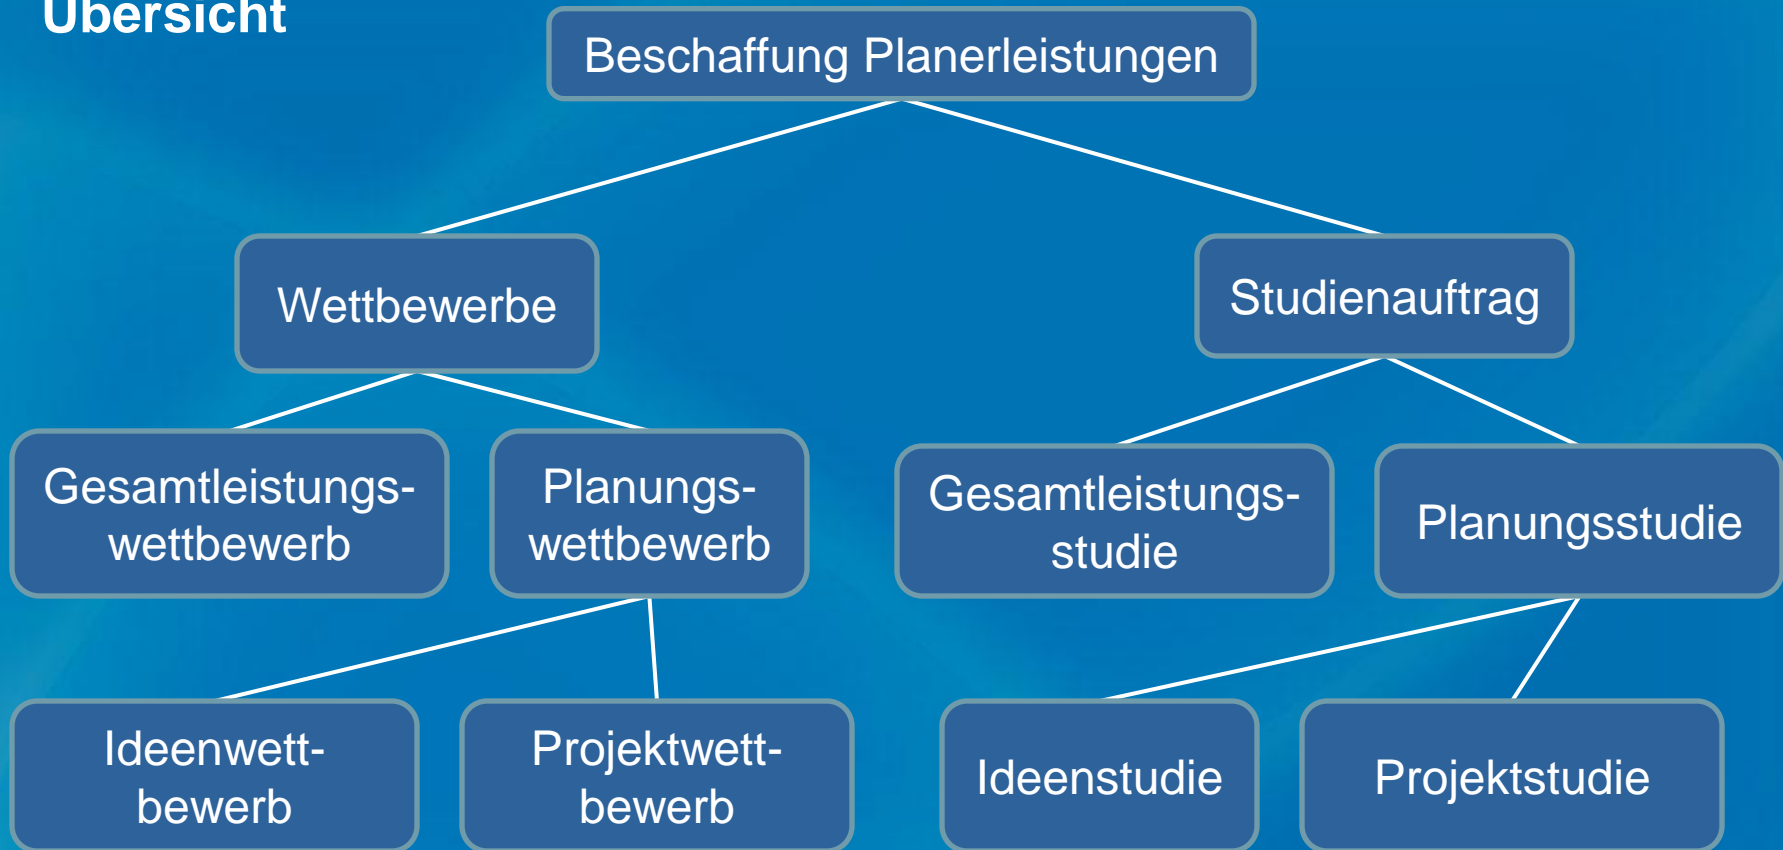 Übersicht
Beschaffung Planerleistungen
Wettbewerbe
Studienauftrag
Gesamtleistungs-
wettbewerb
Planungs-
wettbewerb
Gesamtleistungs-
studie
Planungsstudie
Ideenwett-
bewerb
Projektwett-
bewerb
Ideenstudie
Projektstudie